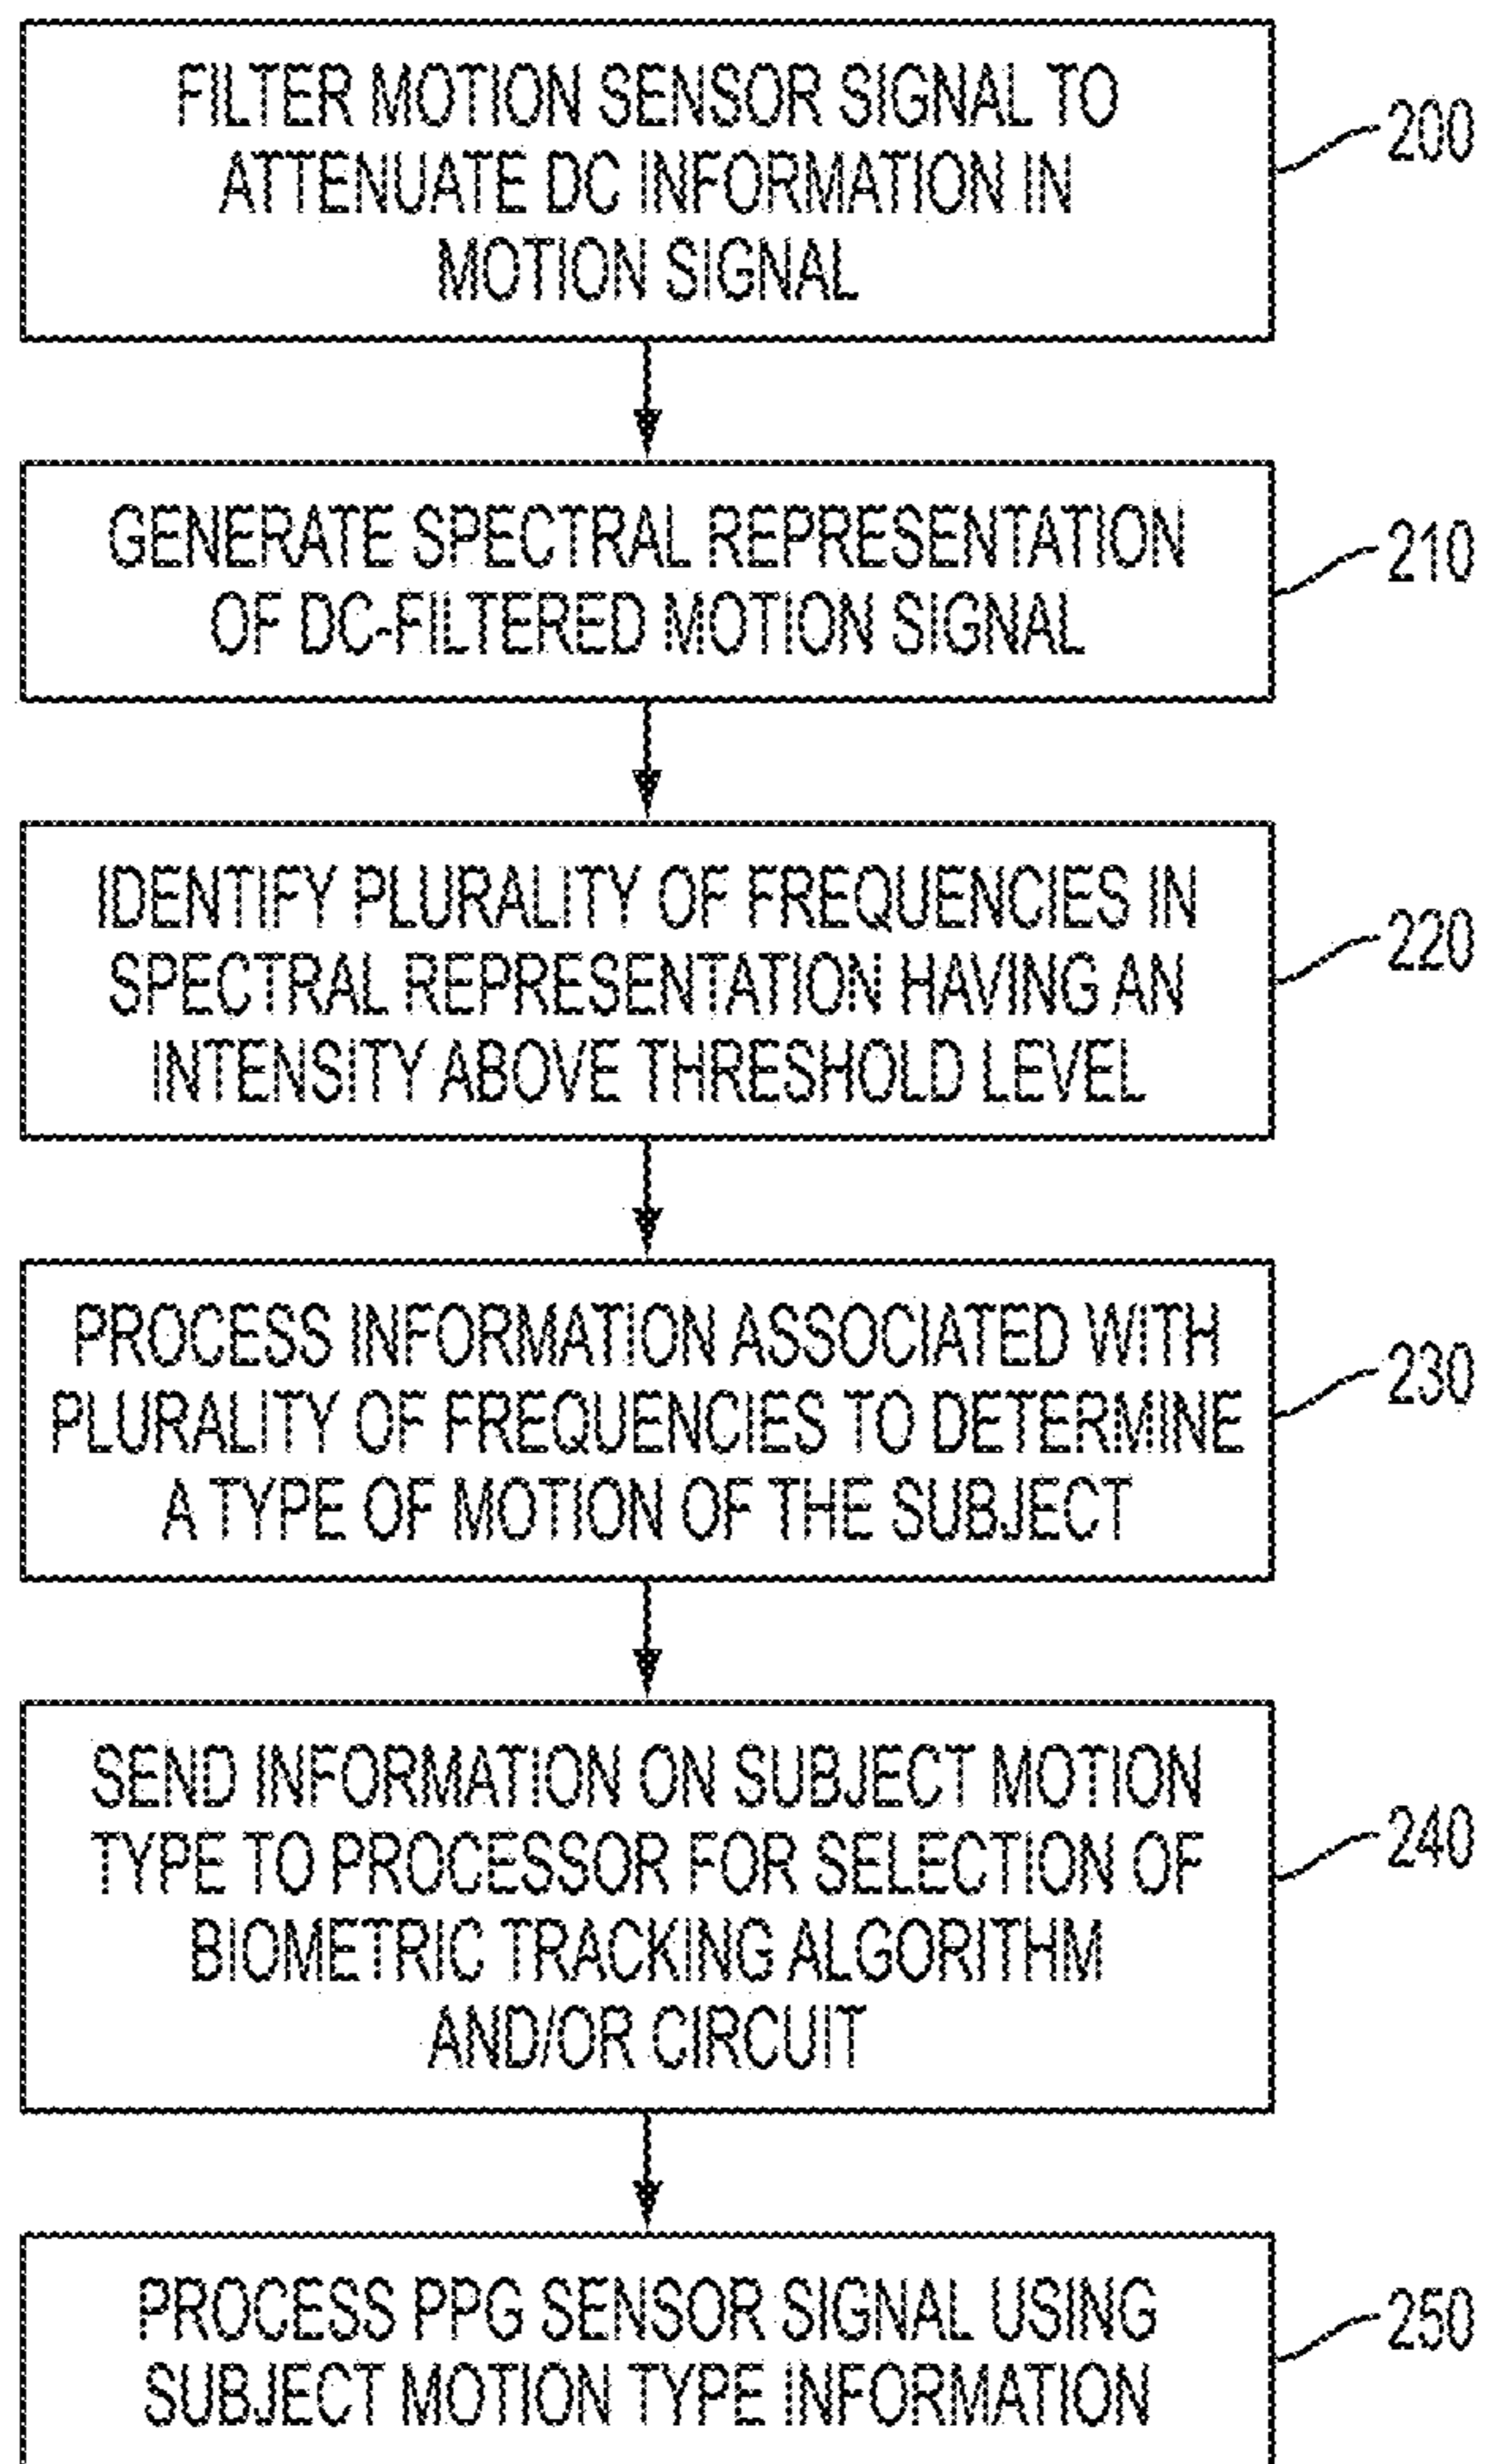 FILTER MOTION SENSOR SIGNAL TO
ATTENUATE DC INFORMATION IN
MOTION SIGNAL
200
GENERATE SPECTRAL REPRESENTATION
OF DC-FILTERED MOTION SIGNAL
210
IDENTIFY PLURALITY OF FREQUENCIES IN
SPECTRAL REPRESENTATION HAVING AN
INTENSITY ABOVE THRESHOLD LEVEL
220
PROCESS INFORMATION ASSOCIATED WITH
PLURALITY OF FREQUENCIES TO DETERMINE
A TYPE OF MOTION OF THE SUBJECT
230
SEND INFORMATION ON SUBJECT MOTION
TYPE TO PROCESSOR FOR SELECTION OF
BIOMETRIC TRACKING ALGORITHM
AND/OR CIRCUIT
240
PROCESS PPG SENSOR SIGNAL USING
SUBJECT MOTION TYPE INFORMATION
250